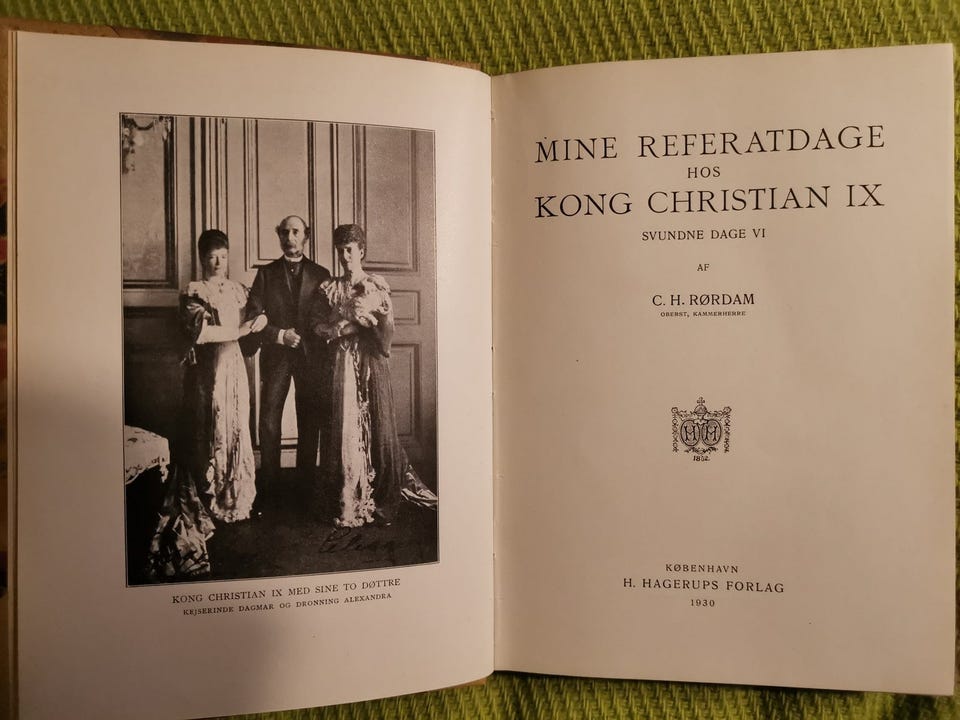 KONG CHRISTIAN IX MED SINE TO DØTTRE
KEJSERINDE DAGMAR OG DRONNING ALEXANDRA
MINE REFERATDAGE
HOS
KONG CHRISTIAN IX
SVUNDNE DAGE VI
AF
C. H. RØRDAM
OBERST, KAMMERHERRE
1852.
KØBENHAVN
H. HAGERUPS FORLAG
1930